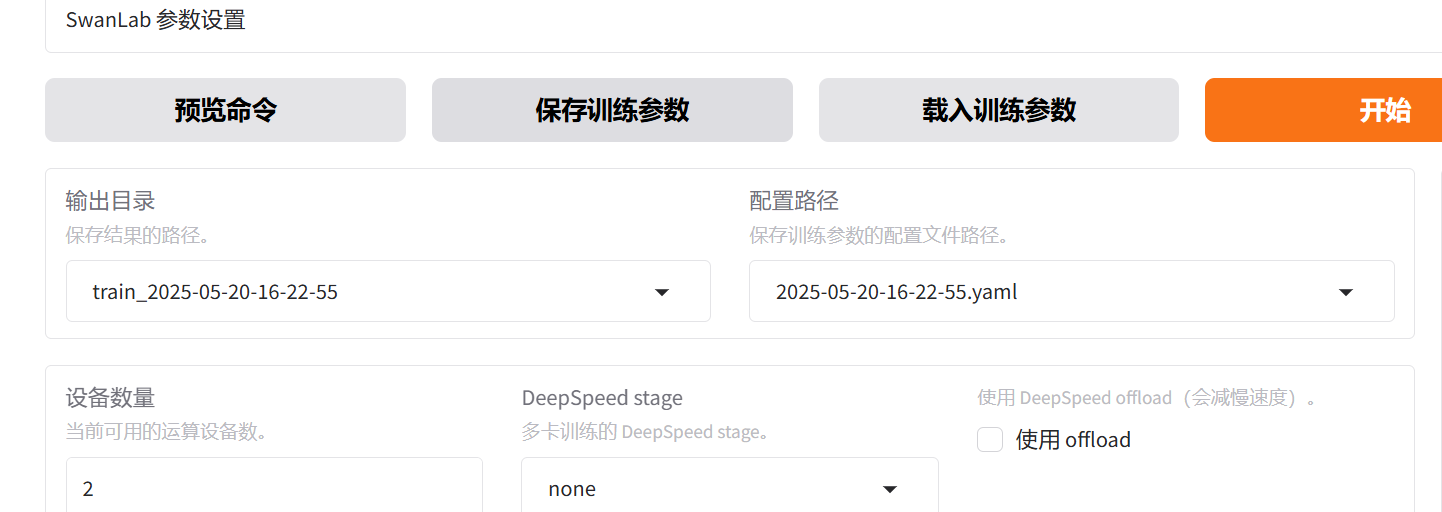 SwanLab 参数设置
预览命令
保存训练参数
载入训练参数
开始
输出目录
保存结果的路径。
train_2025-05-20-16-22-55
配置路径
保存训练参数的配置文件路径。
2025-05-20-16-22-55.yaml
设备数量
当前可用的运算设备数。
2
DeepSpeed stage
多卡训练的 DeepSpeed stage。
none
使用 DeepSpeed offload（会减慢速度）。
使用 offload